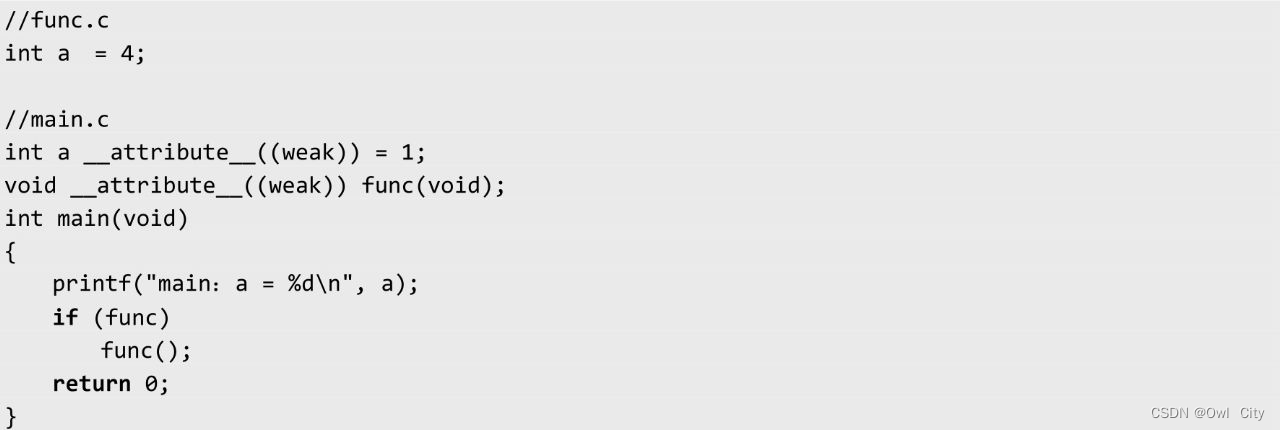 //func.c
int a  = 4;

//main.c
int a __attribute__((weak)) = 1;
void __attribute__((weak)) func(void);
int main(void)
{
    printf("main：a = %d\n", a);
    if (func)
        func();
    return 0;
}
CSDN @Owl  City